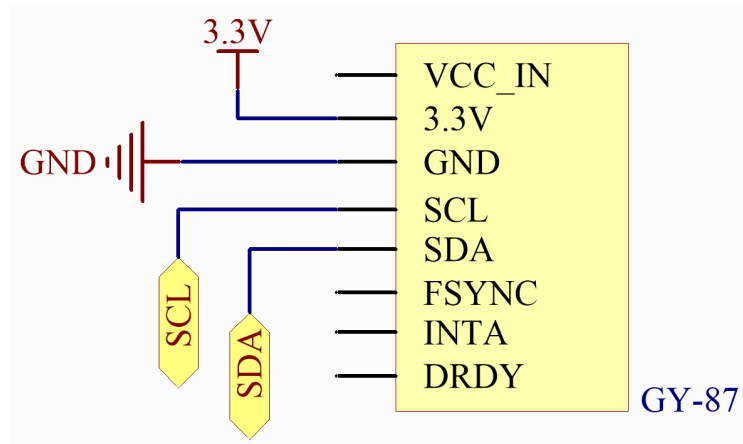 3.3V
VCC_IN
3.3V
GND
GND
SCL
SDA
FSYNC
INTA
DRDY
SCL
SDA
GY-87